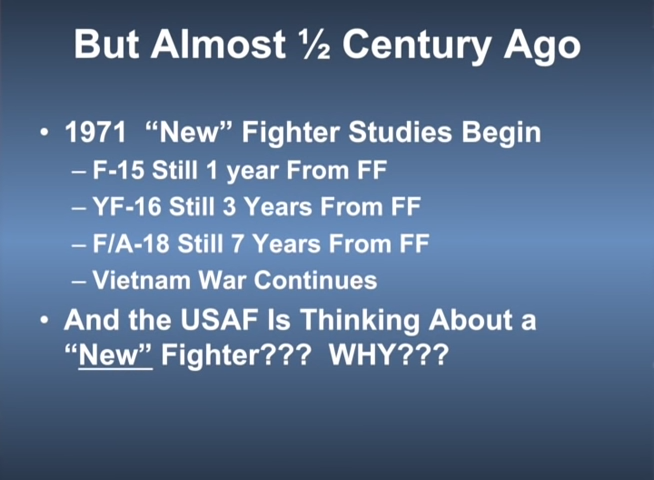 But Almost ½ Century Ago
• 1971 “New” Fighter Studies Begin
– F-15 Still 1 year From FF
– YF-16 Still 3 Years From FF
– F/A-18 Still 7 Years From FF
– Vietnam War Continues
• And the USAF Is Thinking About a
“New” Fighter??? WHY???